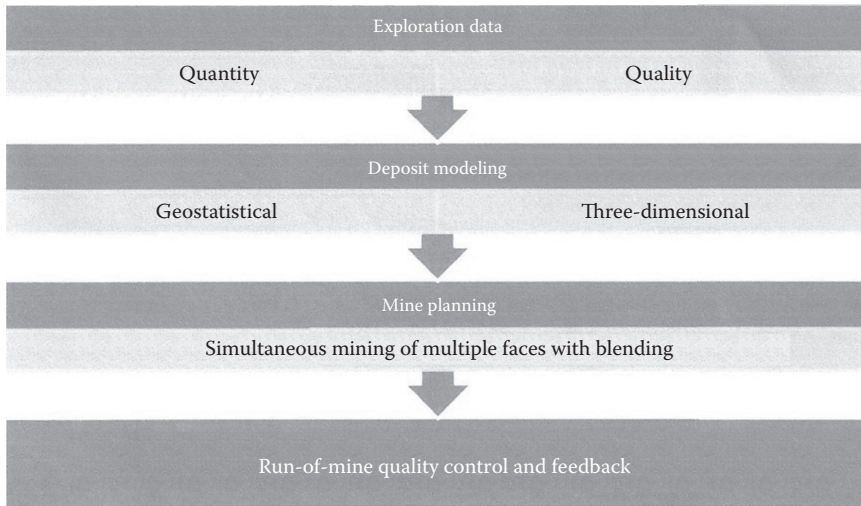 Exploration data
Quantity Quality
Deposit modeling
Geostatistical Three-dimensional
Mine planning
Simultaneous mining of multiple faces with blending
Run-of-mine quality control and feedback